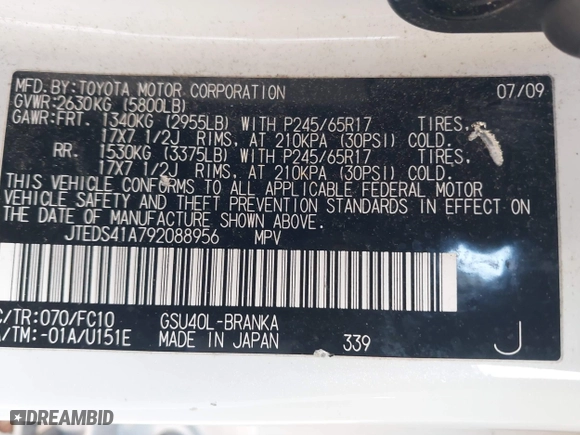 MFD.BY:TOYOTA MOTOR CORPORATION 07/09
GVWR:2630KG (5800LB)
GAWR:FRT. 1340KG (2955LB) WITH P245/65R17 TIRES,
17X7 1/2J RIMS, AT 210KPA (30PSI) COLD.
RR. 1530KG (3375LB) WITH P245/65R17 TIRES,
17X7 1/2J RIMS, AT 210KPA (30PSI) COLD.
THIS VEHICLE CONFORMS TO ALL APPLICABLE FEDERAL MOTOR
VEHICLE SAFETY AND THEFT PREVENTION STANDARDS IN EFFECT ON
THE DATE OF MANUFACTURE SHOWN ABOVE.
JTEDS41A792088956 MPV
C/TR:070/FC10 GSU40L-BRANKA
A/TM:-01A/U151E MADE IN JAPAN 339 J
DREAMBID